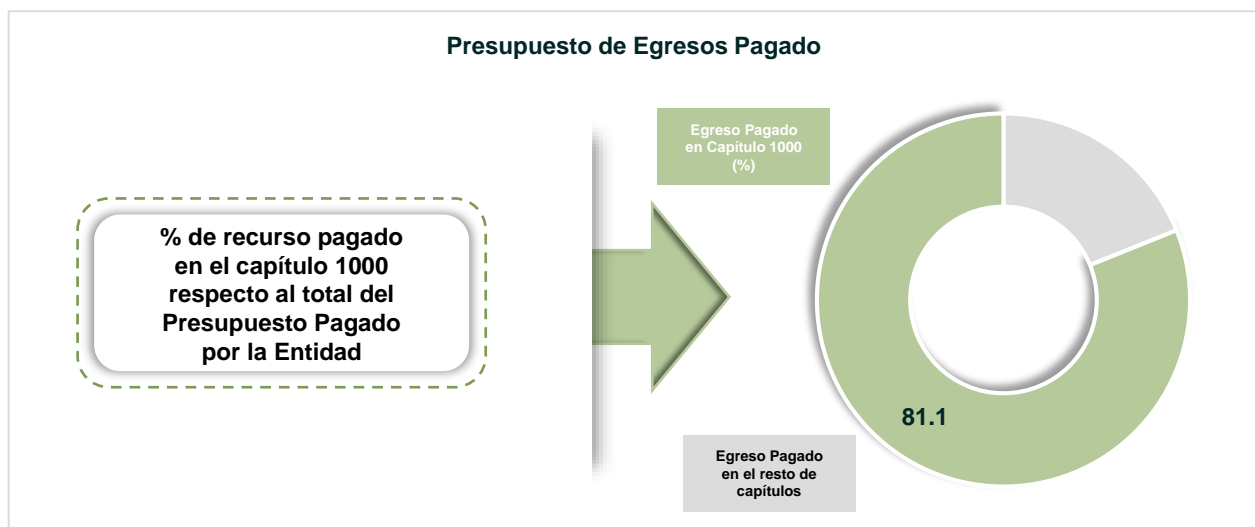 Presupuesto de Egresos Pagado
Egreso Pagado
en Capítulo 1000
(%)
% de recurso pagado
en el capítulo 1000
respecto al total del
Presupuesto Pagado
por la Entidad
81.1
Egreso Pagado
en el resto de
capítulos